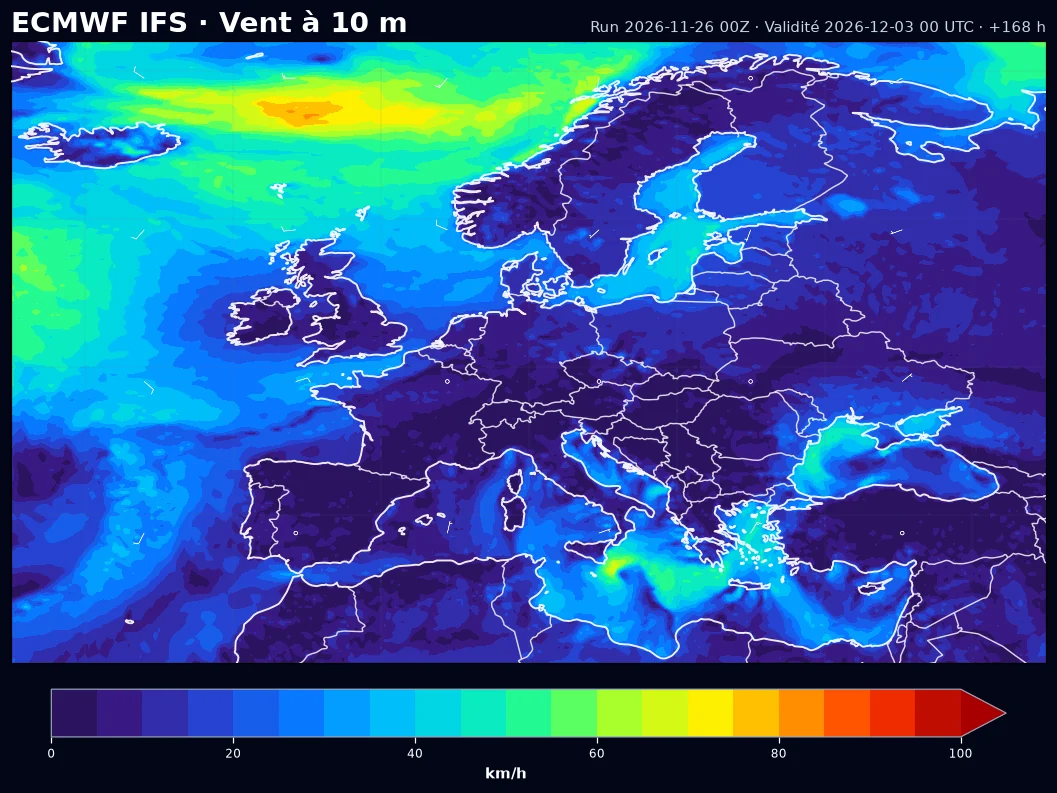 ECMWF IFS · Vent à 10 m
Run 2026-11-26 00Z · Validité 2026-12-03 00 UTC · +168 h
0 20 40 60 80 100
km/h